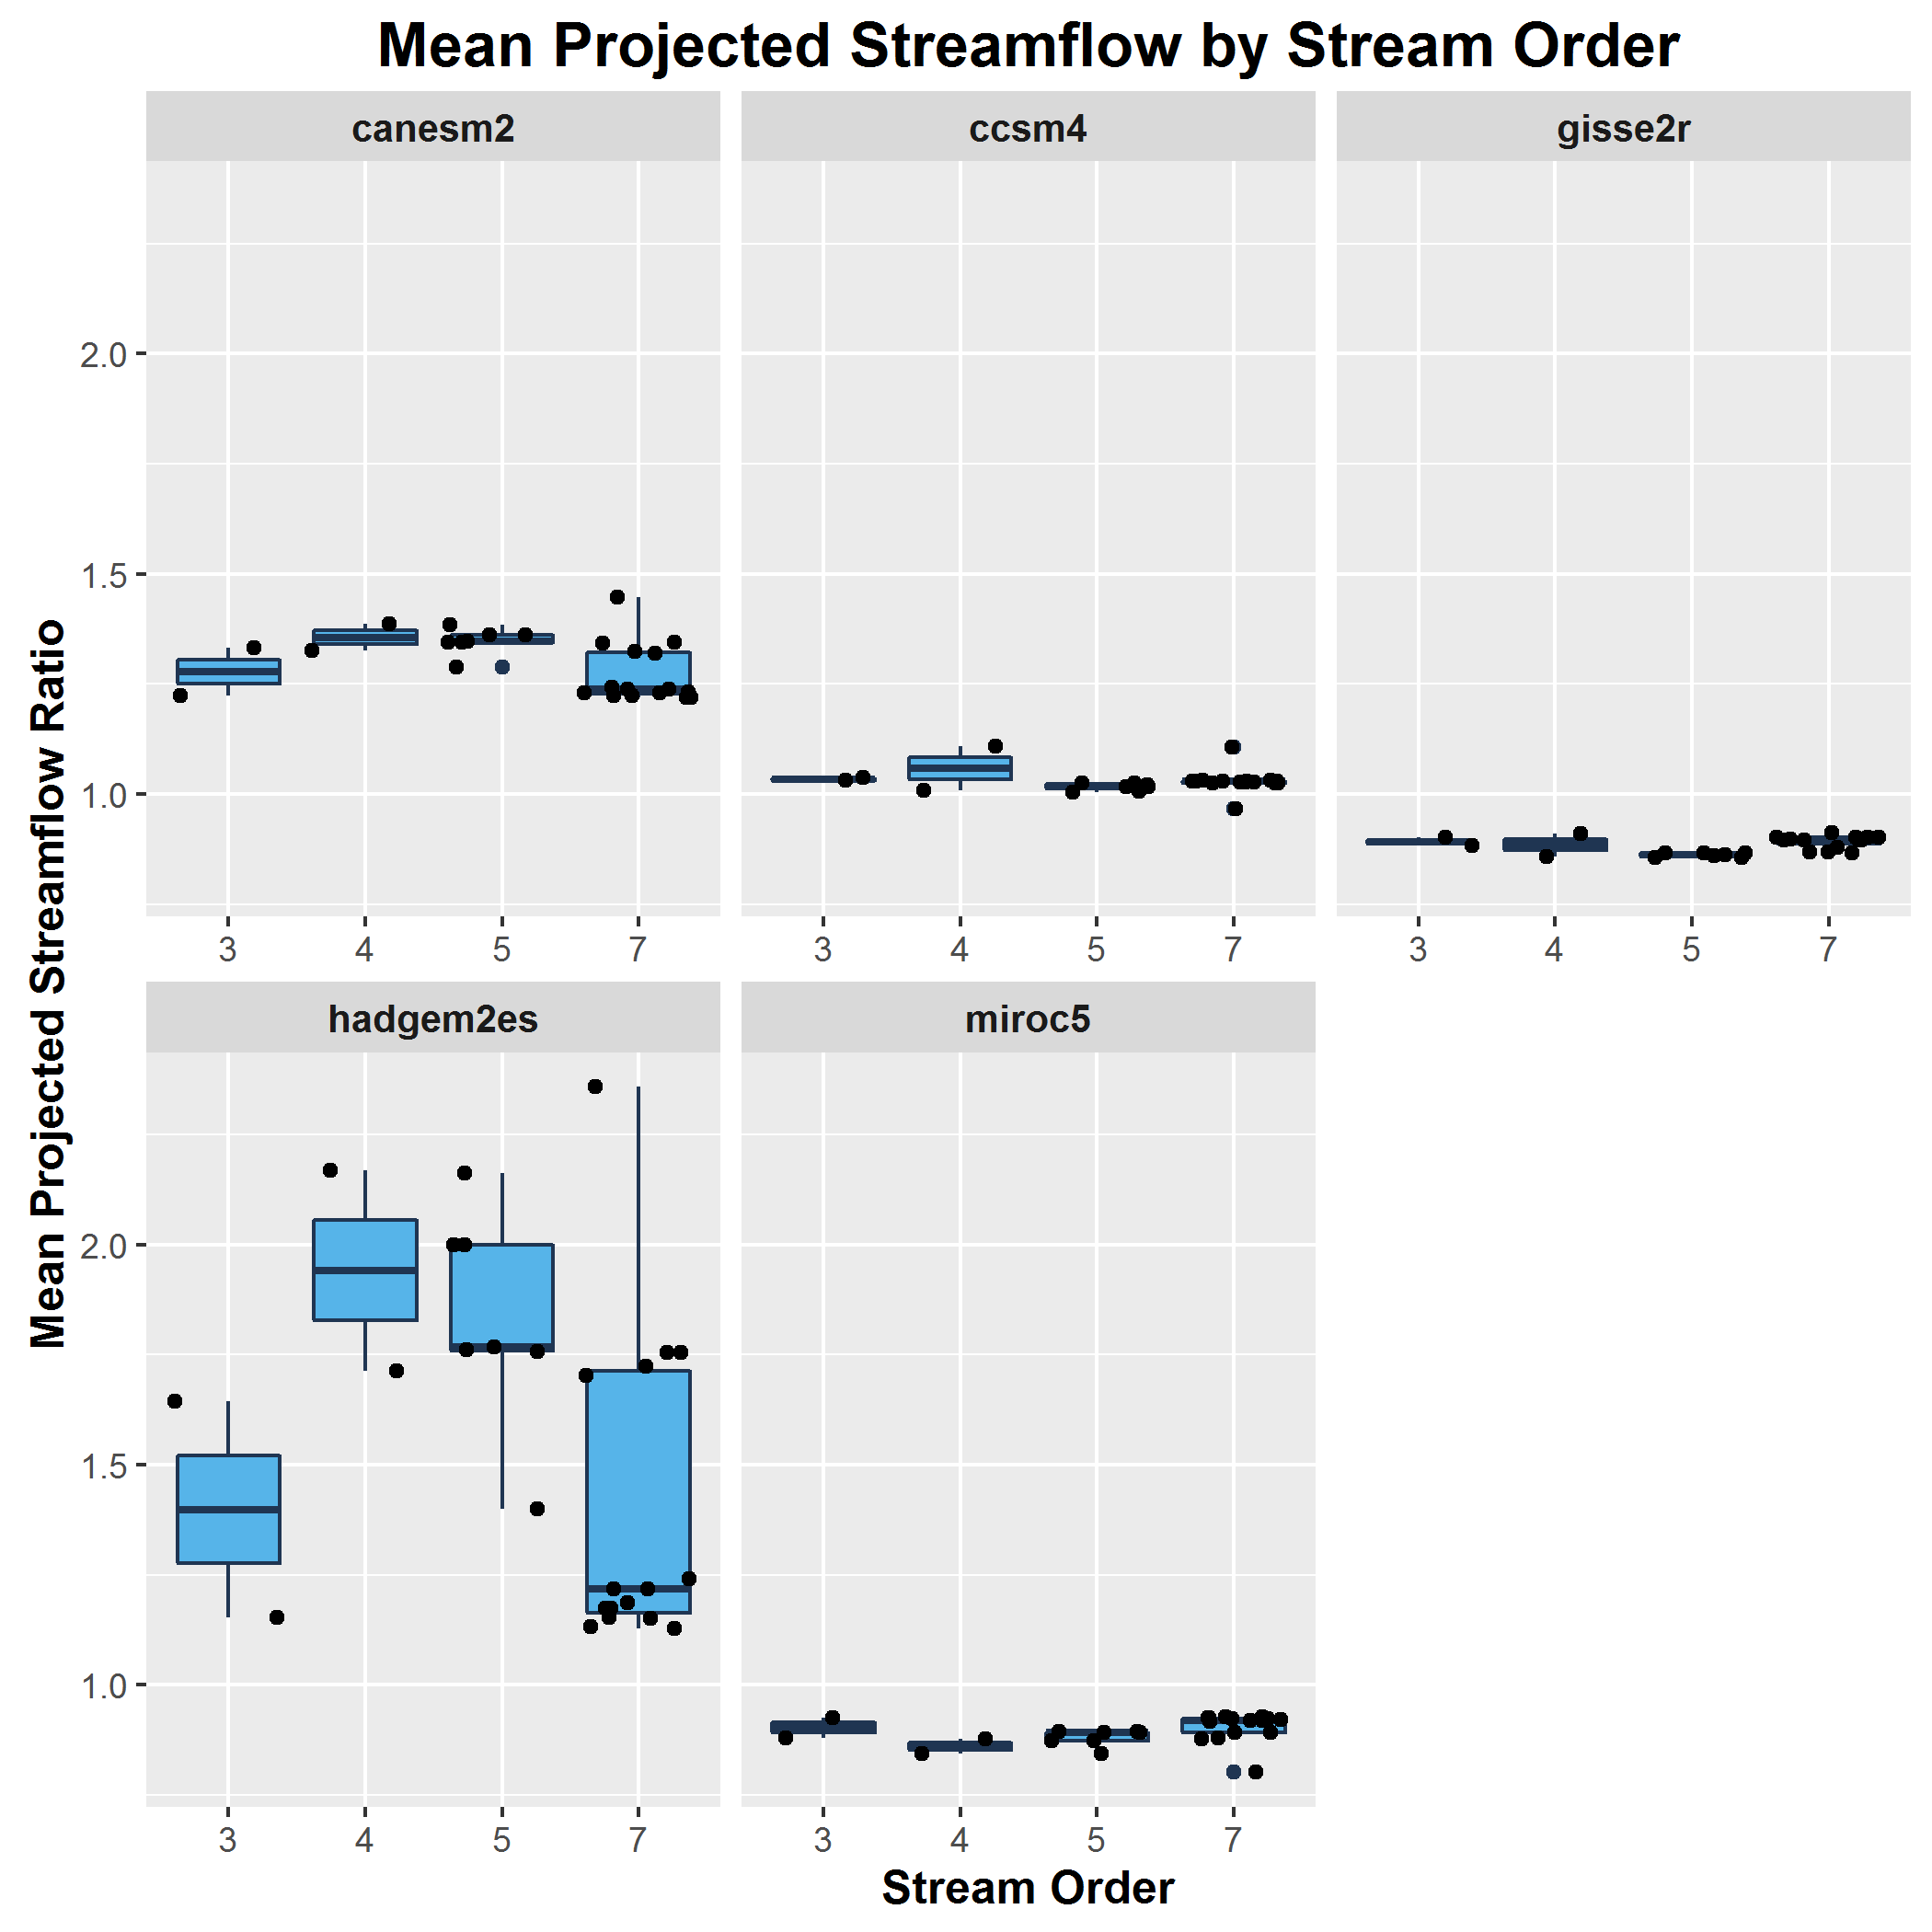 Mean Projected Streamflow by Stream Order
canesm2
ccsm4
gisse2r
2.0
1.5
1.0
3 4 5 7
3 4 5 7
3 4 5 7
Mean Projected Streamflow Ratio
hadgem2es
miroc5
2.0
1.5
1.0
3 4 5 7
3 4 5 7
Stream Order